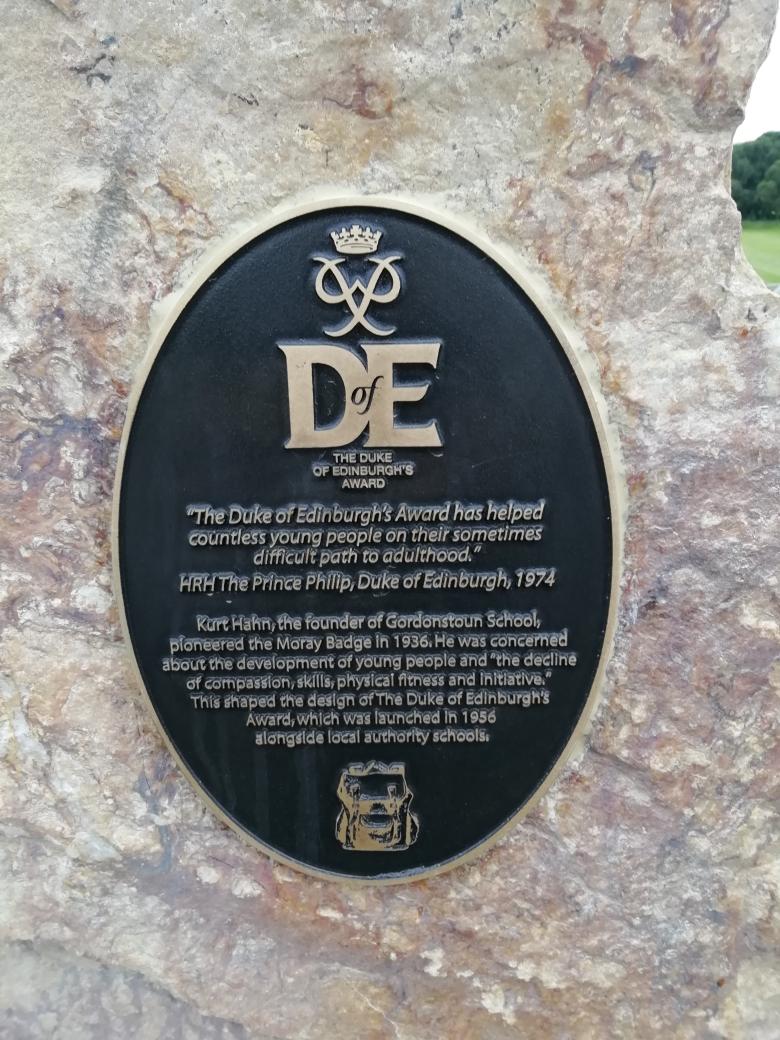 DofE
THE DUKE
OF EDINBURGH'S
AWARD
"The Duke of Edinburgh's Award has helped
countless young people on their sometimes
difficult path to adulthood."
HRH The Prince Philip, Duke of Edinburgh, 1974
Kurt Hahn, the founder of Gordonstoun School,
pioneered the Moray Badge in 1936. He was concerned
about the development of young people and "the decline
of compassion, skills, physical fitness and initiative."
This shaped the design of The Duke of Edinburgh's
Award, which was launched in 1956
alongside local authority schools.